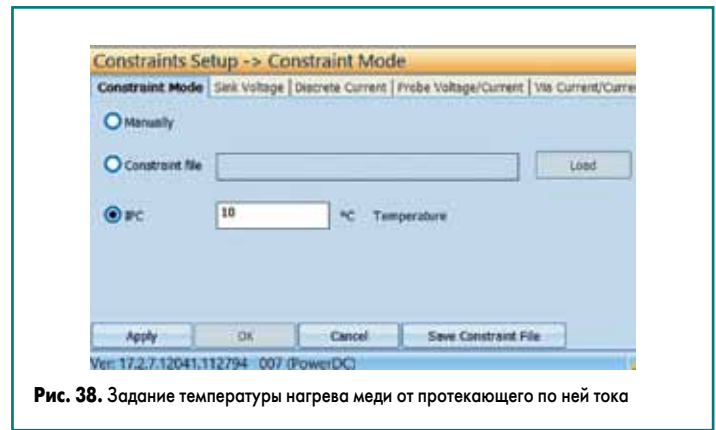 Constraints Setup -> Constraint Mode
Constraint Mode Sink Voltage Discrete Current Probe Voltage/Current Via Current/Curre
Manually
Constraint file Load
IPC 10 °C Temperature
Apply OK Cancel Save Constraint File
Ver: 17.2.7.12041.112794 007 (PowerDC)
Рис. 38. Задание температуры нагрева меди от протекающего по ней тока